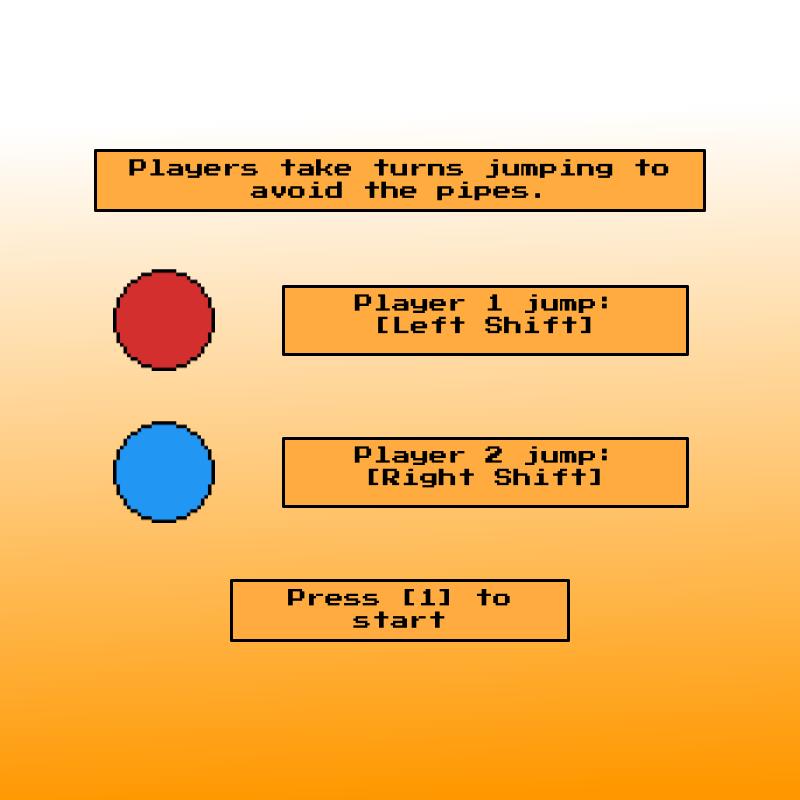 Players take turns jumping to
avoid the pipes.
Player 1 jump:
[Left Shift]
Player 2 jump:
[Right Shift]
Press [1] to
start